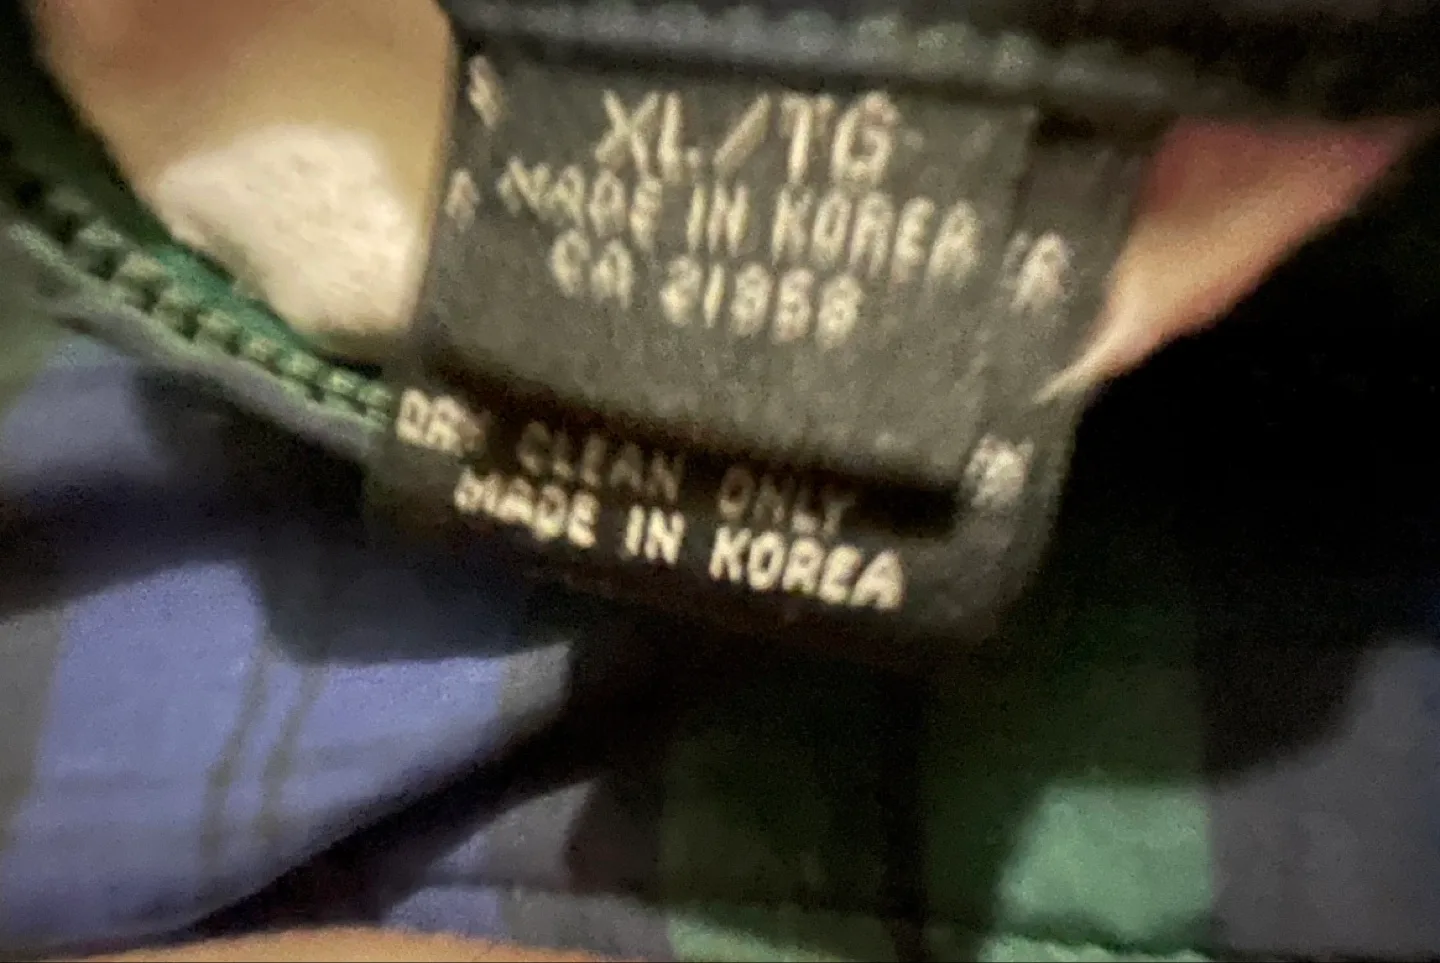 XL/TG
MADE IN KOREA
CA 21958
DRY CLEAN ONLY
MADE IN KOREA